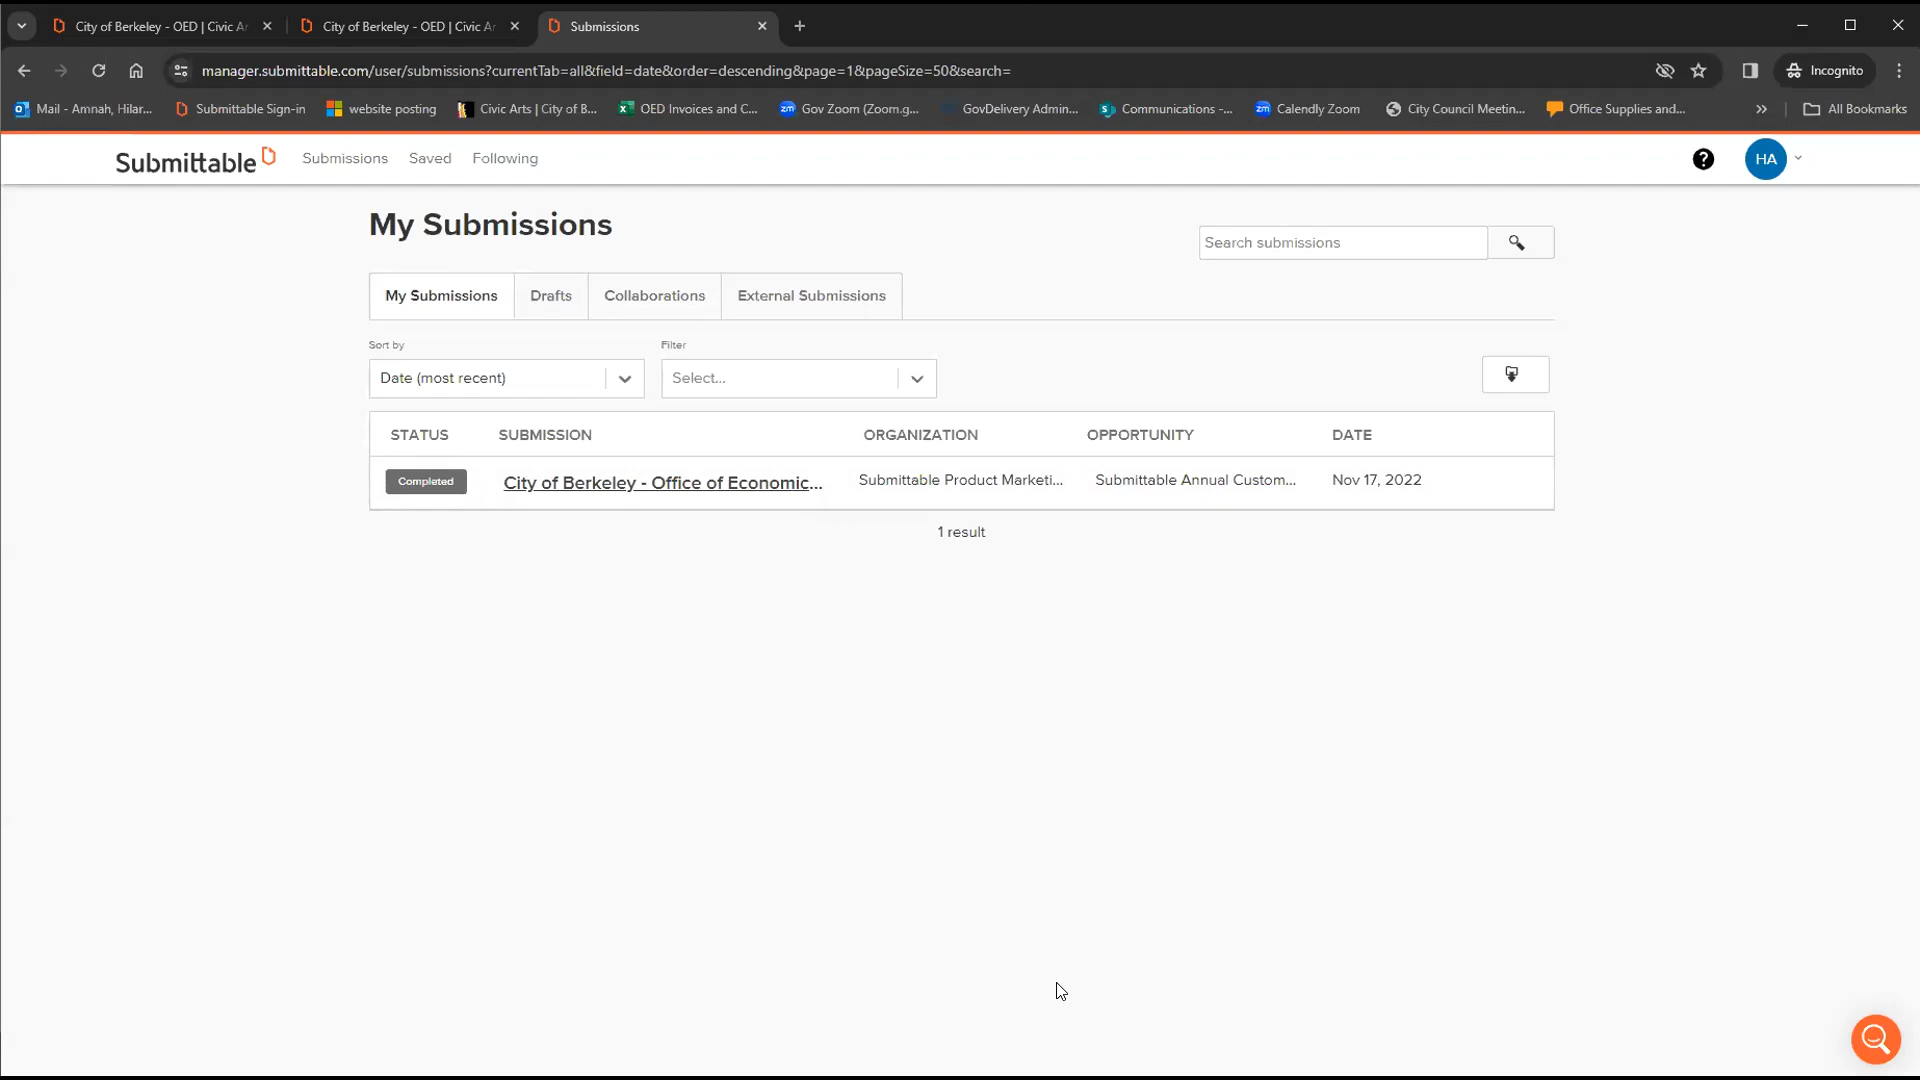 City of Berkeley - OED | Civic Ar
City of Berkeley - OED | Civic Ar
Submissions
manager.submittable.com/user/submissions?currentTab=all&field=date&order=descending&page=1&pageSize=50&search=
Incognito
Mail - Amnah, Hilar...
Submittable Sign-in
website posting
Civic Arts | City of B...
OED Invoices and C...
Gov Zoom (Zoom.g...
GovDelivery Admin...
Communications -...
Calendly Zoom
City Council Meetin...
Office Supplies and...
All Bookmarks
Submittable
Submissions
Saved
Following
?
HA
My Submissions
Search submissions
My Submissions
Drafts
Collaborations
External Submissions
Sort by
Filter
Date (most recent)
Select...
STATUS SUBMISSION ORGANIZATION OPPORTUNITY DATE
Completed City of Berkeley - Office of Economic... Submittable Product Marketi... Submittable Annual Custom... Nov 17, 2022
1 result